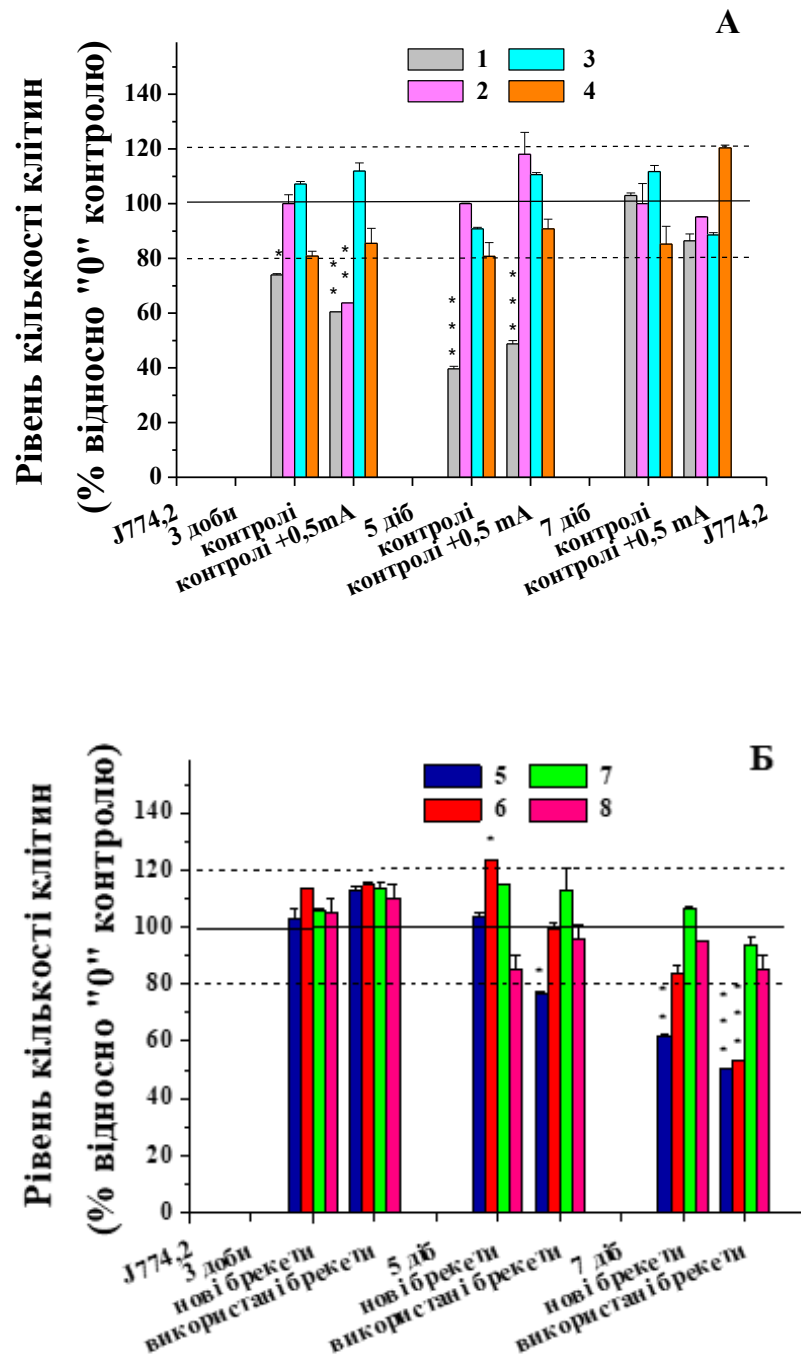 А
Рівень кількості клітин
(% відносно "0" контролю)
140
120
100
80
60
40
20
0
1
2
3
4
*
* *
* *
* * *
* * *
J774,2
3 доби
контролі
контролі +0,5mA
5 діб
контролі
контролі +0,5 mA
7 діб
контролі
контролі +0,5 mA
J774,2
Б
Рівень кількості клітин
(% відносно "0" контролю)
140
120
100
80
60
40
20
0
5
6
7
8
*
*
* *
* * *
* * *
J774,2
3 доби
нові брекети
використані брекети
5 діб
нові брекети
використані брекети
7 діб
нові брекети
використані брекети